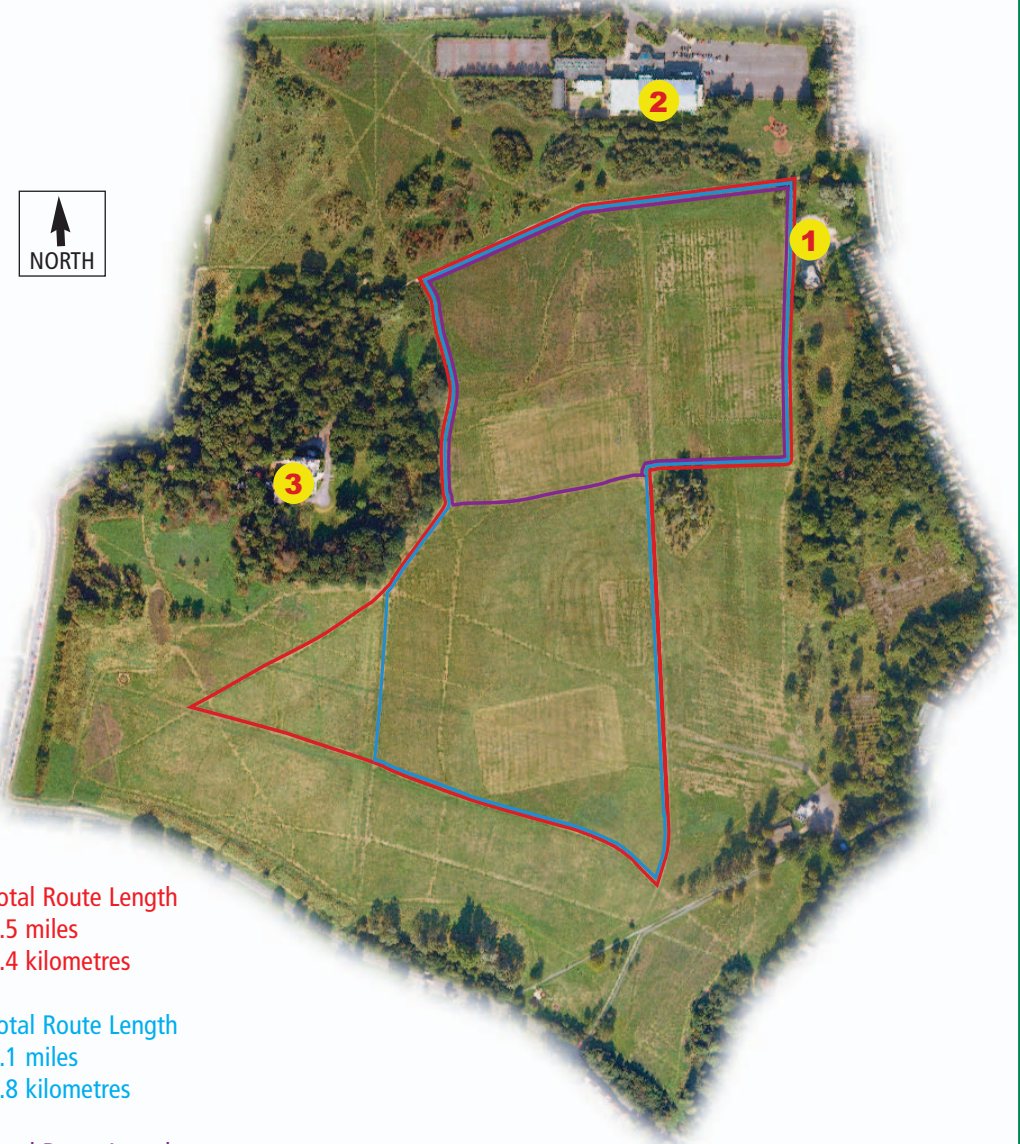 2
1
NORTH
3
otal Route Length
.5 miles
.4 kilometres
otal Route Length
.1 miles
.8 kilometres